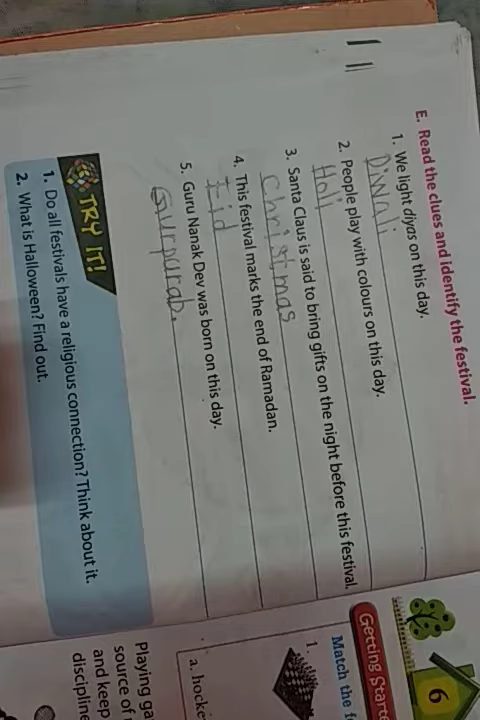 E. Read the clues and identify the festival.
1. We light diyas on this day.
Diwali
2. People play with colours on this day.
Holi
3. Santa Claus is said to bring gifts on the night before this festival.
Christmas
4. This festival marks the end of Ramadan.
Eid
5. Guru Nanak Dev was born on this day.
Gurpurab.
TRY IT!
1. Do all festivals have a religious connection? Think about it.
2. What is Halloween? Find out.
6
Getting Starte
Match the f
1.
a. hocke
Playing ga
source of
and keep
discipline